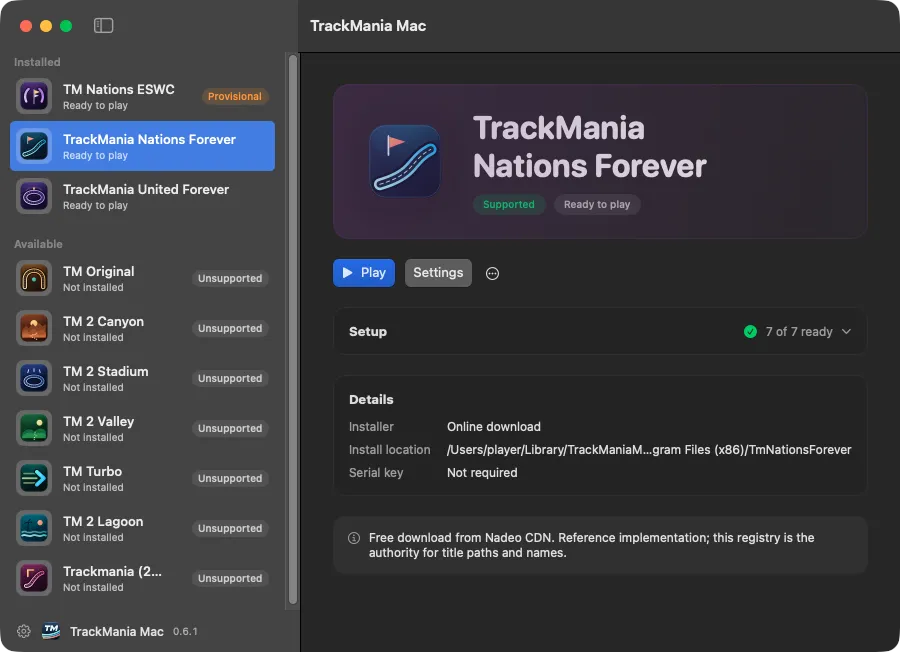 TrackMania Mac
Installed
TM Nations ESWC
Ready to play
Provisional
TrackMania Nations Forever
Ready to play
TrackMania United Forever
Ready to play
Available
TM Original
Not installed
Unsupported
TM 2 Canyon
Not installed
Unsupported
TM 2 Stadium
Not installed
Unsupported
TM 2 Valley
Not installed
Unsupported
TM Turbo
Not installed
Unsupported
TM 2 Lagoon
Not installed
Unsupported
Trackmania (2...
Not installed
Unsupported
TM TrackMania Mac 0.6.1
TrackMania
Nations Forever
Supported Ready to play
Play Settings
Setup 7 of 7 ready
Details
Installer Online download
Install location /Users/player/Library/TrackManiaM...gram Files (x86)/TmNationsForever
Serial key Not required
Free download from Nadeo CDN. Reference implementation; this registry is the
authority for title paths and names.